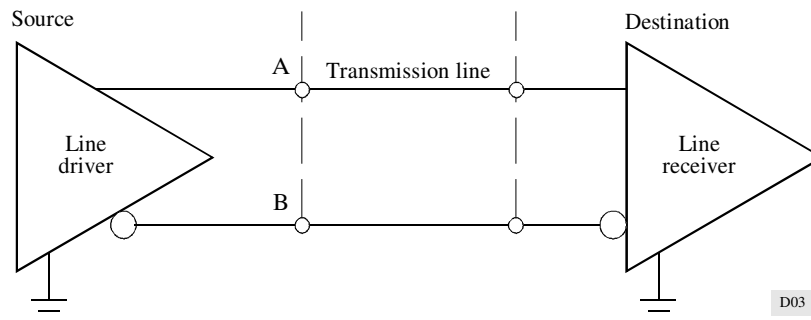 Source
Destination
A
Transmission line
Line
driver
Line
receiver
B
D03